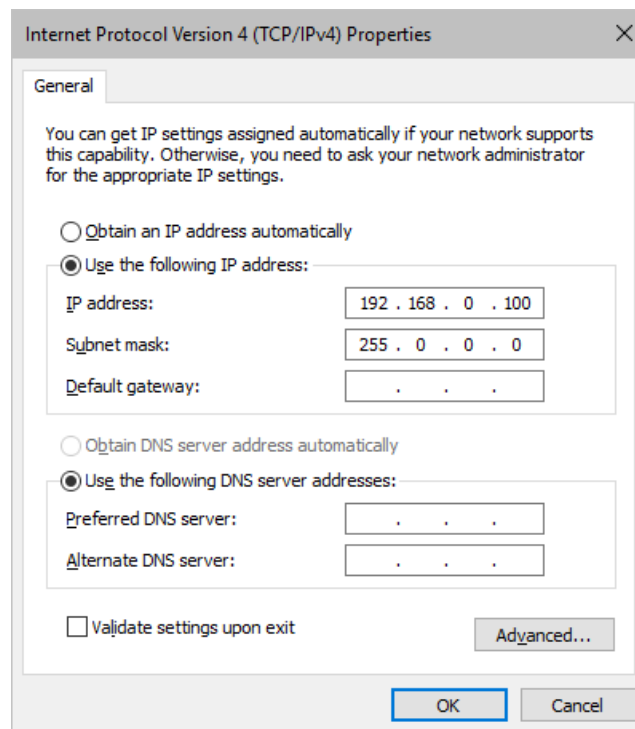 Internet Protocol Version 4 (TCP/IPv4) Properties
General
You can get IP settings assigned automatically if your network supports
this capability. Otherwise, you need to ask your network administrator
for the appropriate IP settings.
Obtain an IP address automatically
Use the following IP address:
IP address: 192 . 168 . 0 . 100
Subnet mask: 255 . 0 . 0 . 0
Default gateway: . . .
Obtain DNS server address automatically
Use the following DNS server addresses:
Preferred DNS server: . . .
Alternate DNS server: . . .
Validate settings upon exit
Advanced...
OK Cancel